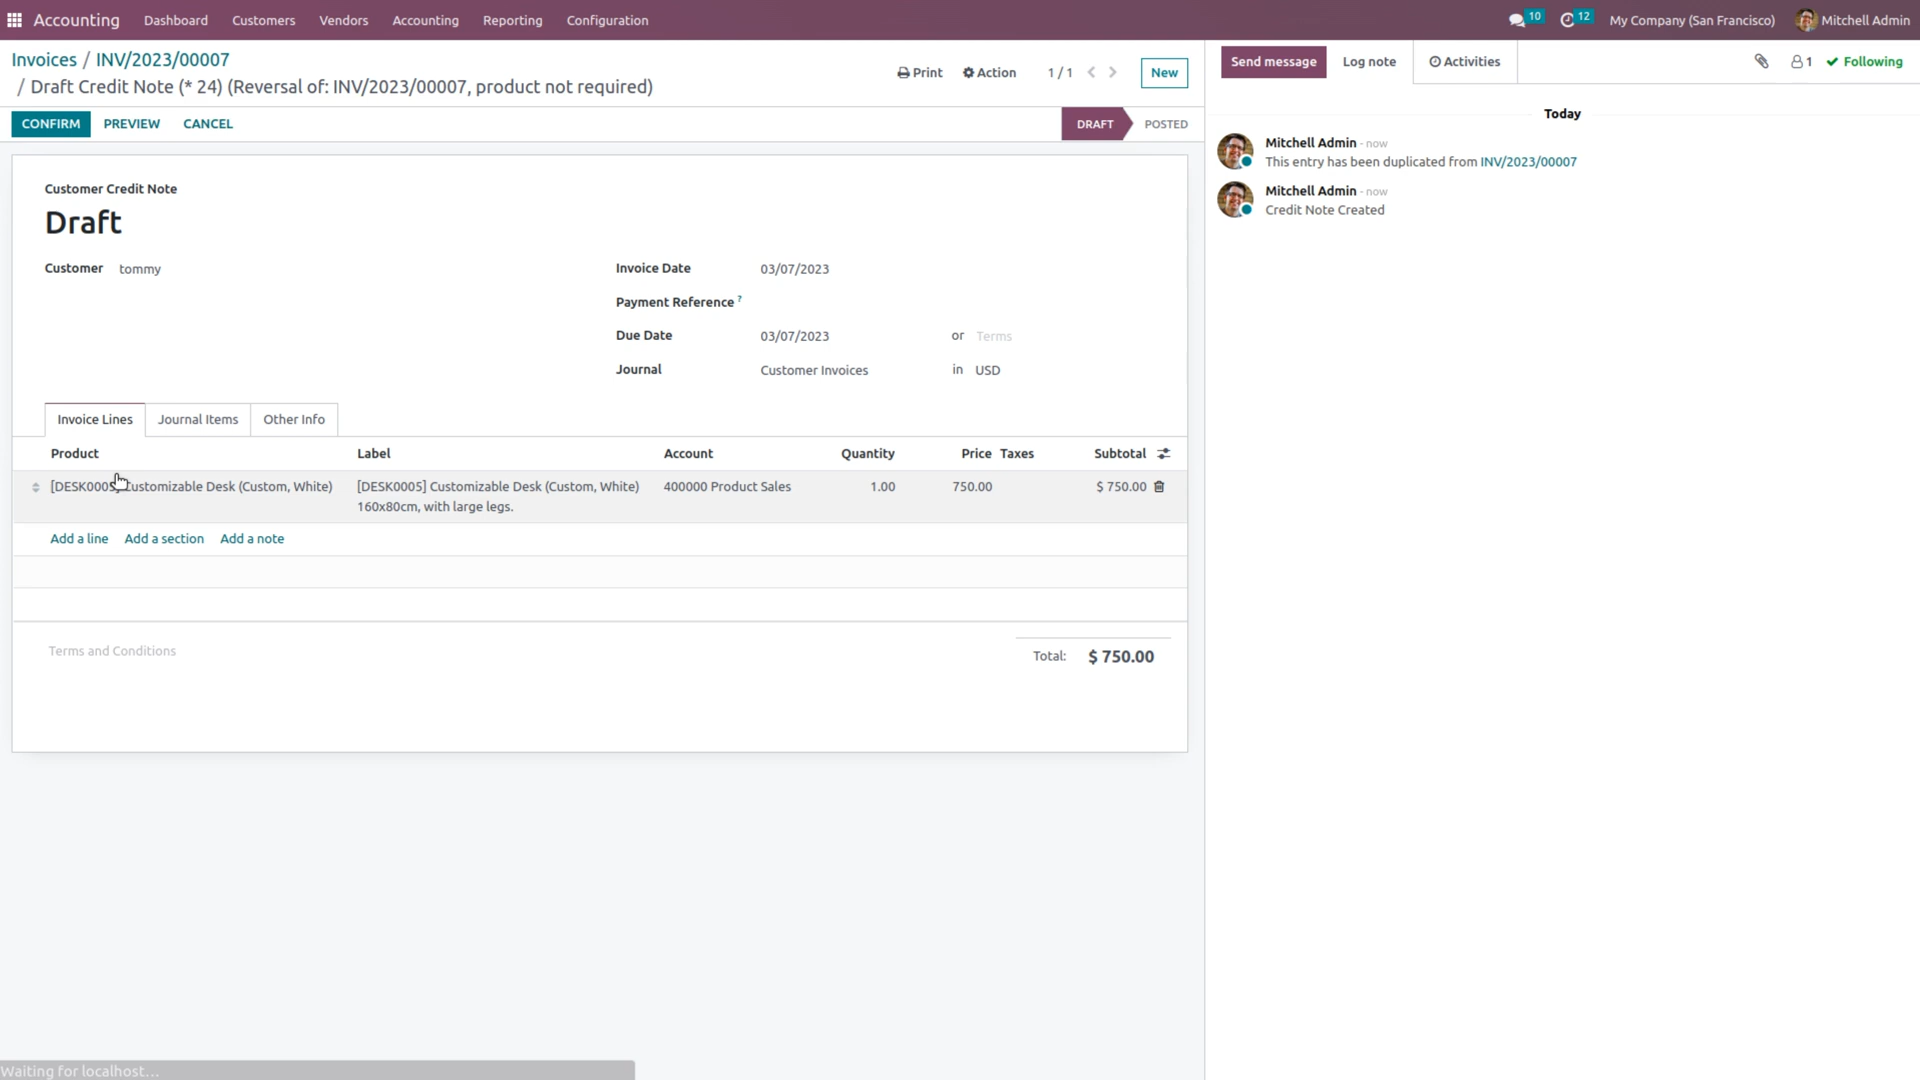 Accounting Dashboard Customers Vendors Accounting Reporting Configuration 10 12 My Company (San Francisco) Mitchell Admin
Invoices / INV/2023/00007
/ Draft Credit Note (* 24) (Reversal of: INV/2023/00007, product not required)
Print Action 1 / 1 New
Send message Log note Activities 1 Following
CONFIRM PREVIEW CANCEL DRAFT POSTED
Customer Credit Note
Draft
Customer tommy
Invoice Date 03/07/2023
Payment Reference ?
Due Date 03/07/2023 or Terms
Journal Customer Invoices in USD
Invoice Lines Journal Items Other Info
Product Label Account Quantity Price Taxes Subtotal
[DESK0005] Customizable Desk (Custom, White) [DESK0005] Customizable Desk (Custom, White) 400000 Product Sales 1.00 750.00 $ 750.00
160x80cm, with large legs.
Add a line Add a section Add a note
Terms and Conditions
Total: $ 750.00
Today
Mitchell Admin - now
This entry has been duplicated from INV/2023/00007
Mitchell Admin - now
Credit Note Created
Waiting for localhost...